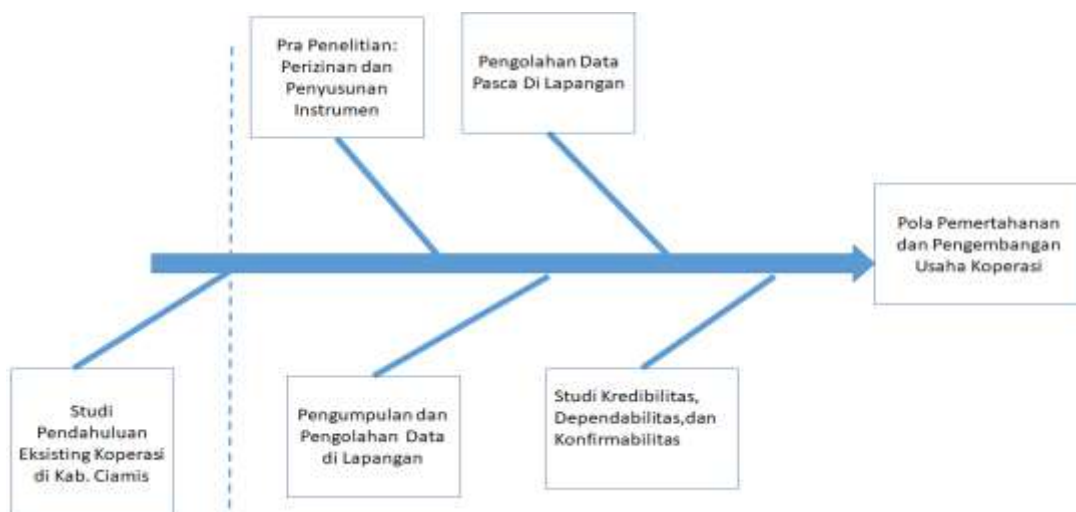 Pra Penelitian:
Perizinan dan
Penyusunan
Instrumen
Pengolahan Data
Pasca Di Lapangan
Pola Pemertahanan
dan Pengembangan
Usaha Koperasi
Studi
Pendahuluan
Eksisting Koperasi
di Kab. Ciamis
Pengumpulan dan
Pengolahan Data
di Lapangan
Studi Kredibilitas,
Dependabilitas,dan
Konfirmabilitas